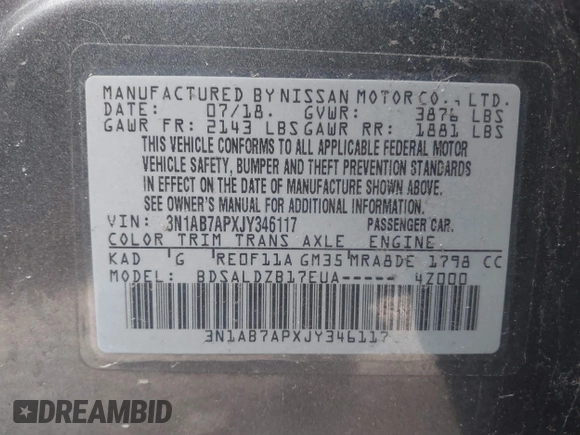 MANUFACTURED BY NISSAN MOTOR CO., LTD.
DATE: 07/18. GVWR: 3876 LBS
GAWR FR: 2143 LBS GAWR RR: 1881 LBS
THIS VEHICLE CONFORMS TO ALL APPLICABLE FEDERAL MOTOR
VEHICLE SAFETY, BUMPER AND THEFT PREVENTION STANDARDS
IN EFFECT ON THE DATE OF MANUFACTURE SHOWN ABOVE.
SEE OWNER'S MANUAL FOR ADDITIONAL INFORMATION.
VIN: 3N1AB7APXJY346117 PASSENGER CAR.
COLOR TRIM TRANS AXLE ENGINE
KAD G RE0F11A GM35 MRA8DE 1798 CC
MODEL: BDSALDZB17EUA----- 4Z000
3N1AB7APXJY346117
DREAMBID